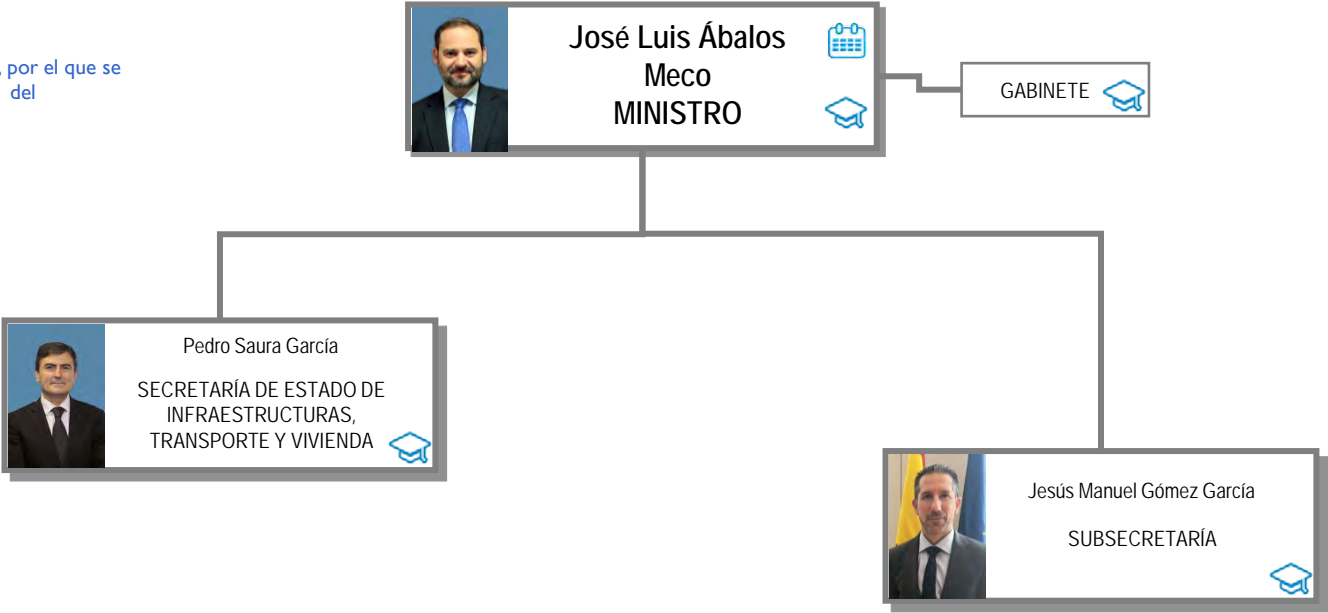 , por el que se
del
José Luis Ábalos
Meco
MINISTRO
GABINETE
Pedro Saura García
SECRETARÍA DE ESTADO DE
INFRAESTRUCTURAS,
TRANSPORTE Y VIVIENDA
Jesús Manuel Gómez García
SUBSECRETARÍA